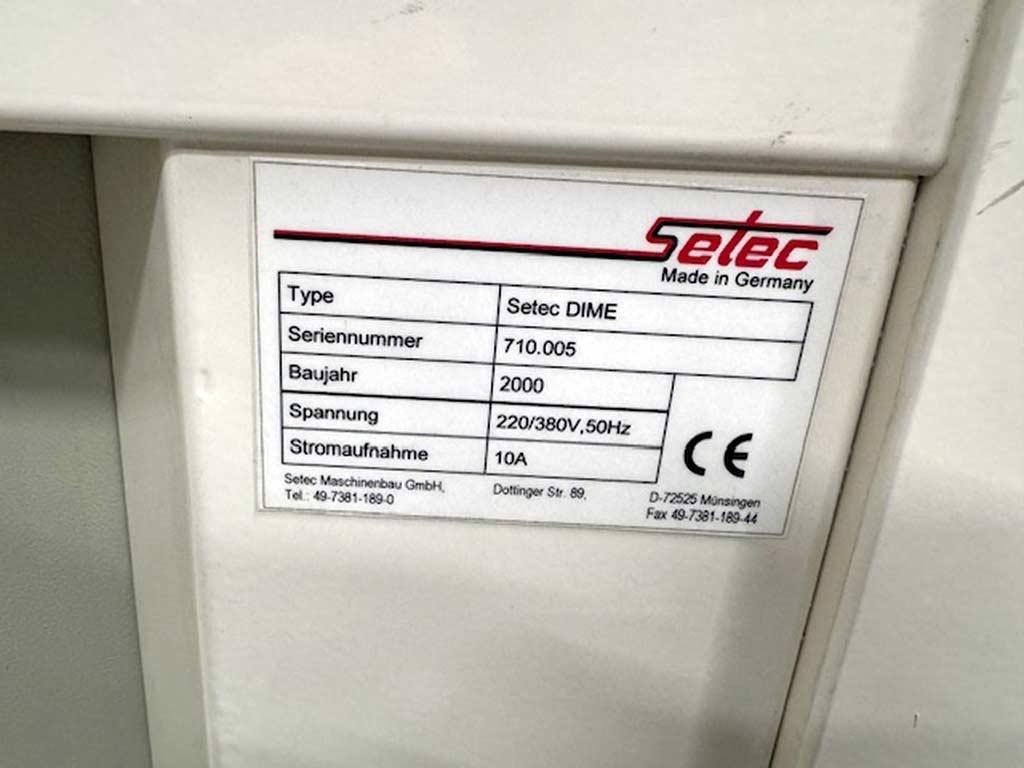 Setec
Made in Germany
Type Setec DIME
Seriennummer 710.005
Baujahr 2000
Spannung 220/380V,50Hz
Stromaufnahme 10A
CE
Setec Maschinenbau GmbH, Dottinger Str. 89, D-72525 Münsingen
Tel.: 49-7381-189-0 Fax 49-7381-189-44